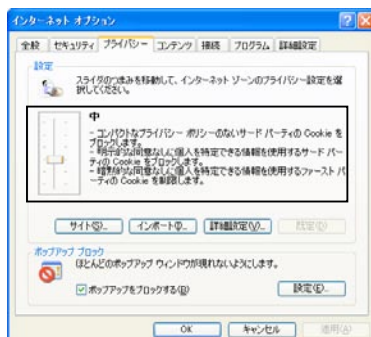 インターネット オプション
全般 セキュリティ プライバシー コンテンツ 接続 プログラム 詳細設定
設定
スライダのつまみを移動して、インターネット ゾーンのプライバシー設定を選
択してください。
中
- コンパクトなプライバシー ポリシーのないサード パーティの Cookie を
ブロックします。
- 明示的な同意なしに個人を特定できる情報を使用するサード パー
ティの Cookie をブロックします。
- 暗黙的な同意なしに個人を特定できる情報を使用するファースト パ
ーティの Cookie を制限します。
サイト(S)... インポート(I)... 詳細設定(V)... 既定(D)
ポップアップ ブロック
ほとんどのポップアップ ウィンドウが現れないようにします。
ポップアップをブロックする(B) 設定(E)...
OK キャンセル 適用(A)